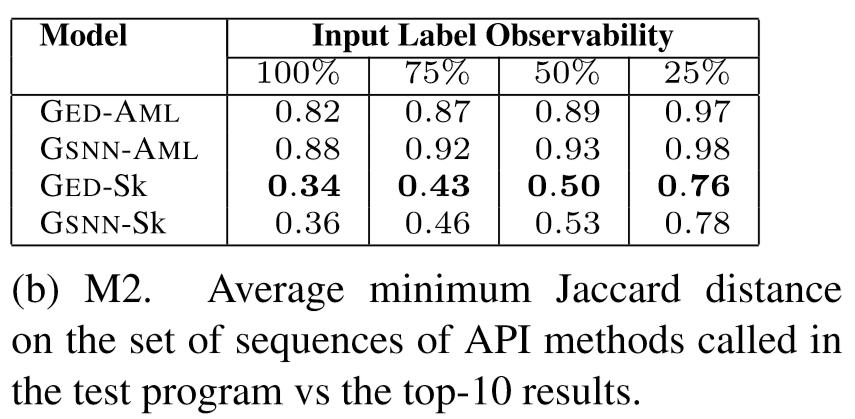 Model Input Label Observability
100% 75% 50% 25%
GED-AML 0.82 0.87 0.89 0.97
GSNN-AML 0.88 0.92 0.93 0.98
GED-Sk 0.34 0.43 0.50 0.76
GSNN-Sk 0.36 0.46 0.53 0.78
(b) M2. Average minimum Jaccard distance
on the set of sequences of API methods called in
the test program vs the top-10 results.